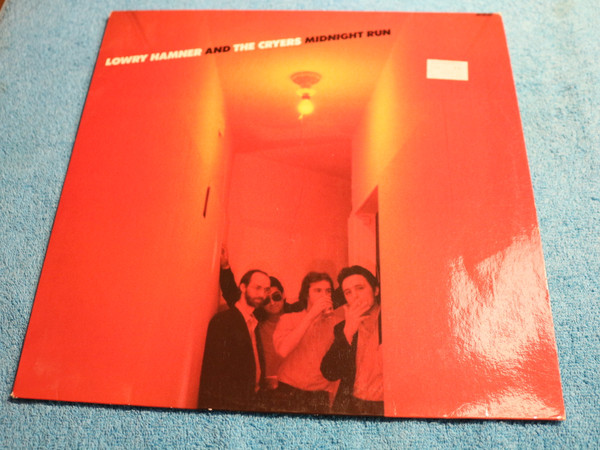 LOWRY HAMNER AND THE CRYERS MIDNIGHT RUN